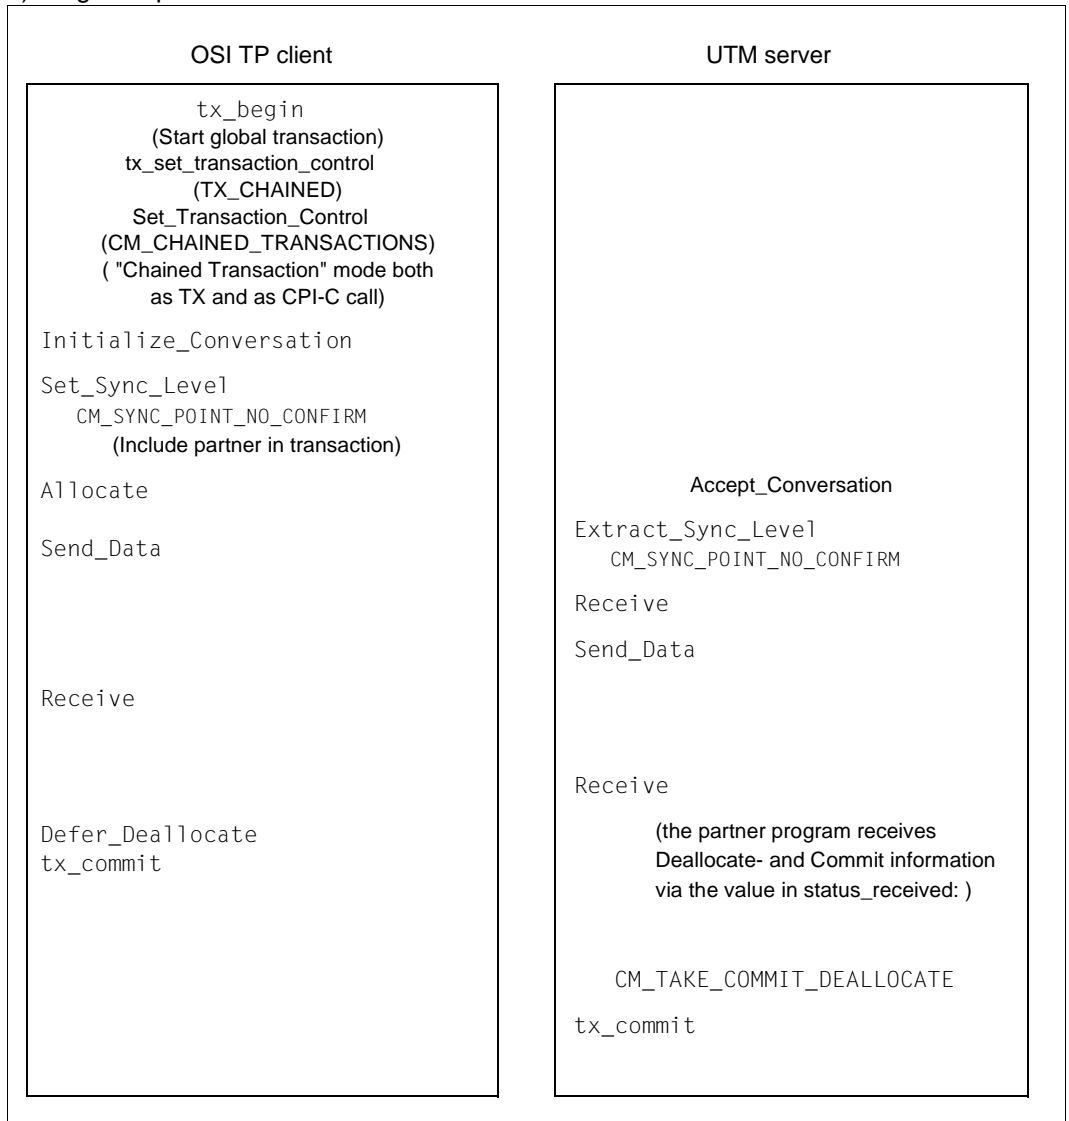 OSI TP client
UTM server
tx_begin
(Start global transaction)
tx_set_transaction_control
(TX_CHAINED)
Set_Transaction_Control
(CM_CHAINED_TRANSACTIONS)
( "Chained Transaction" mode both
as TX and as CPI-C call)
Initialize_Conversation
Set_Sync_Level
CM_SYNC_POINT_NO_CONFIRM
(Include partner in transaction)
Allocate
Send_Data
Receive
Defer_Deallocate
tx_commit
Accept_Conversation
Extract_Sync_Level
CM_SYNC_POINT_NO_CONFIRM
Receive
Send_Data
Receive
(the partner program receives
Deallocate- and Commit information
via the value in status_received: )
CM_TAKE_COMMIT_DEALLOCATE
tx_commit